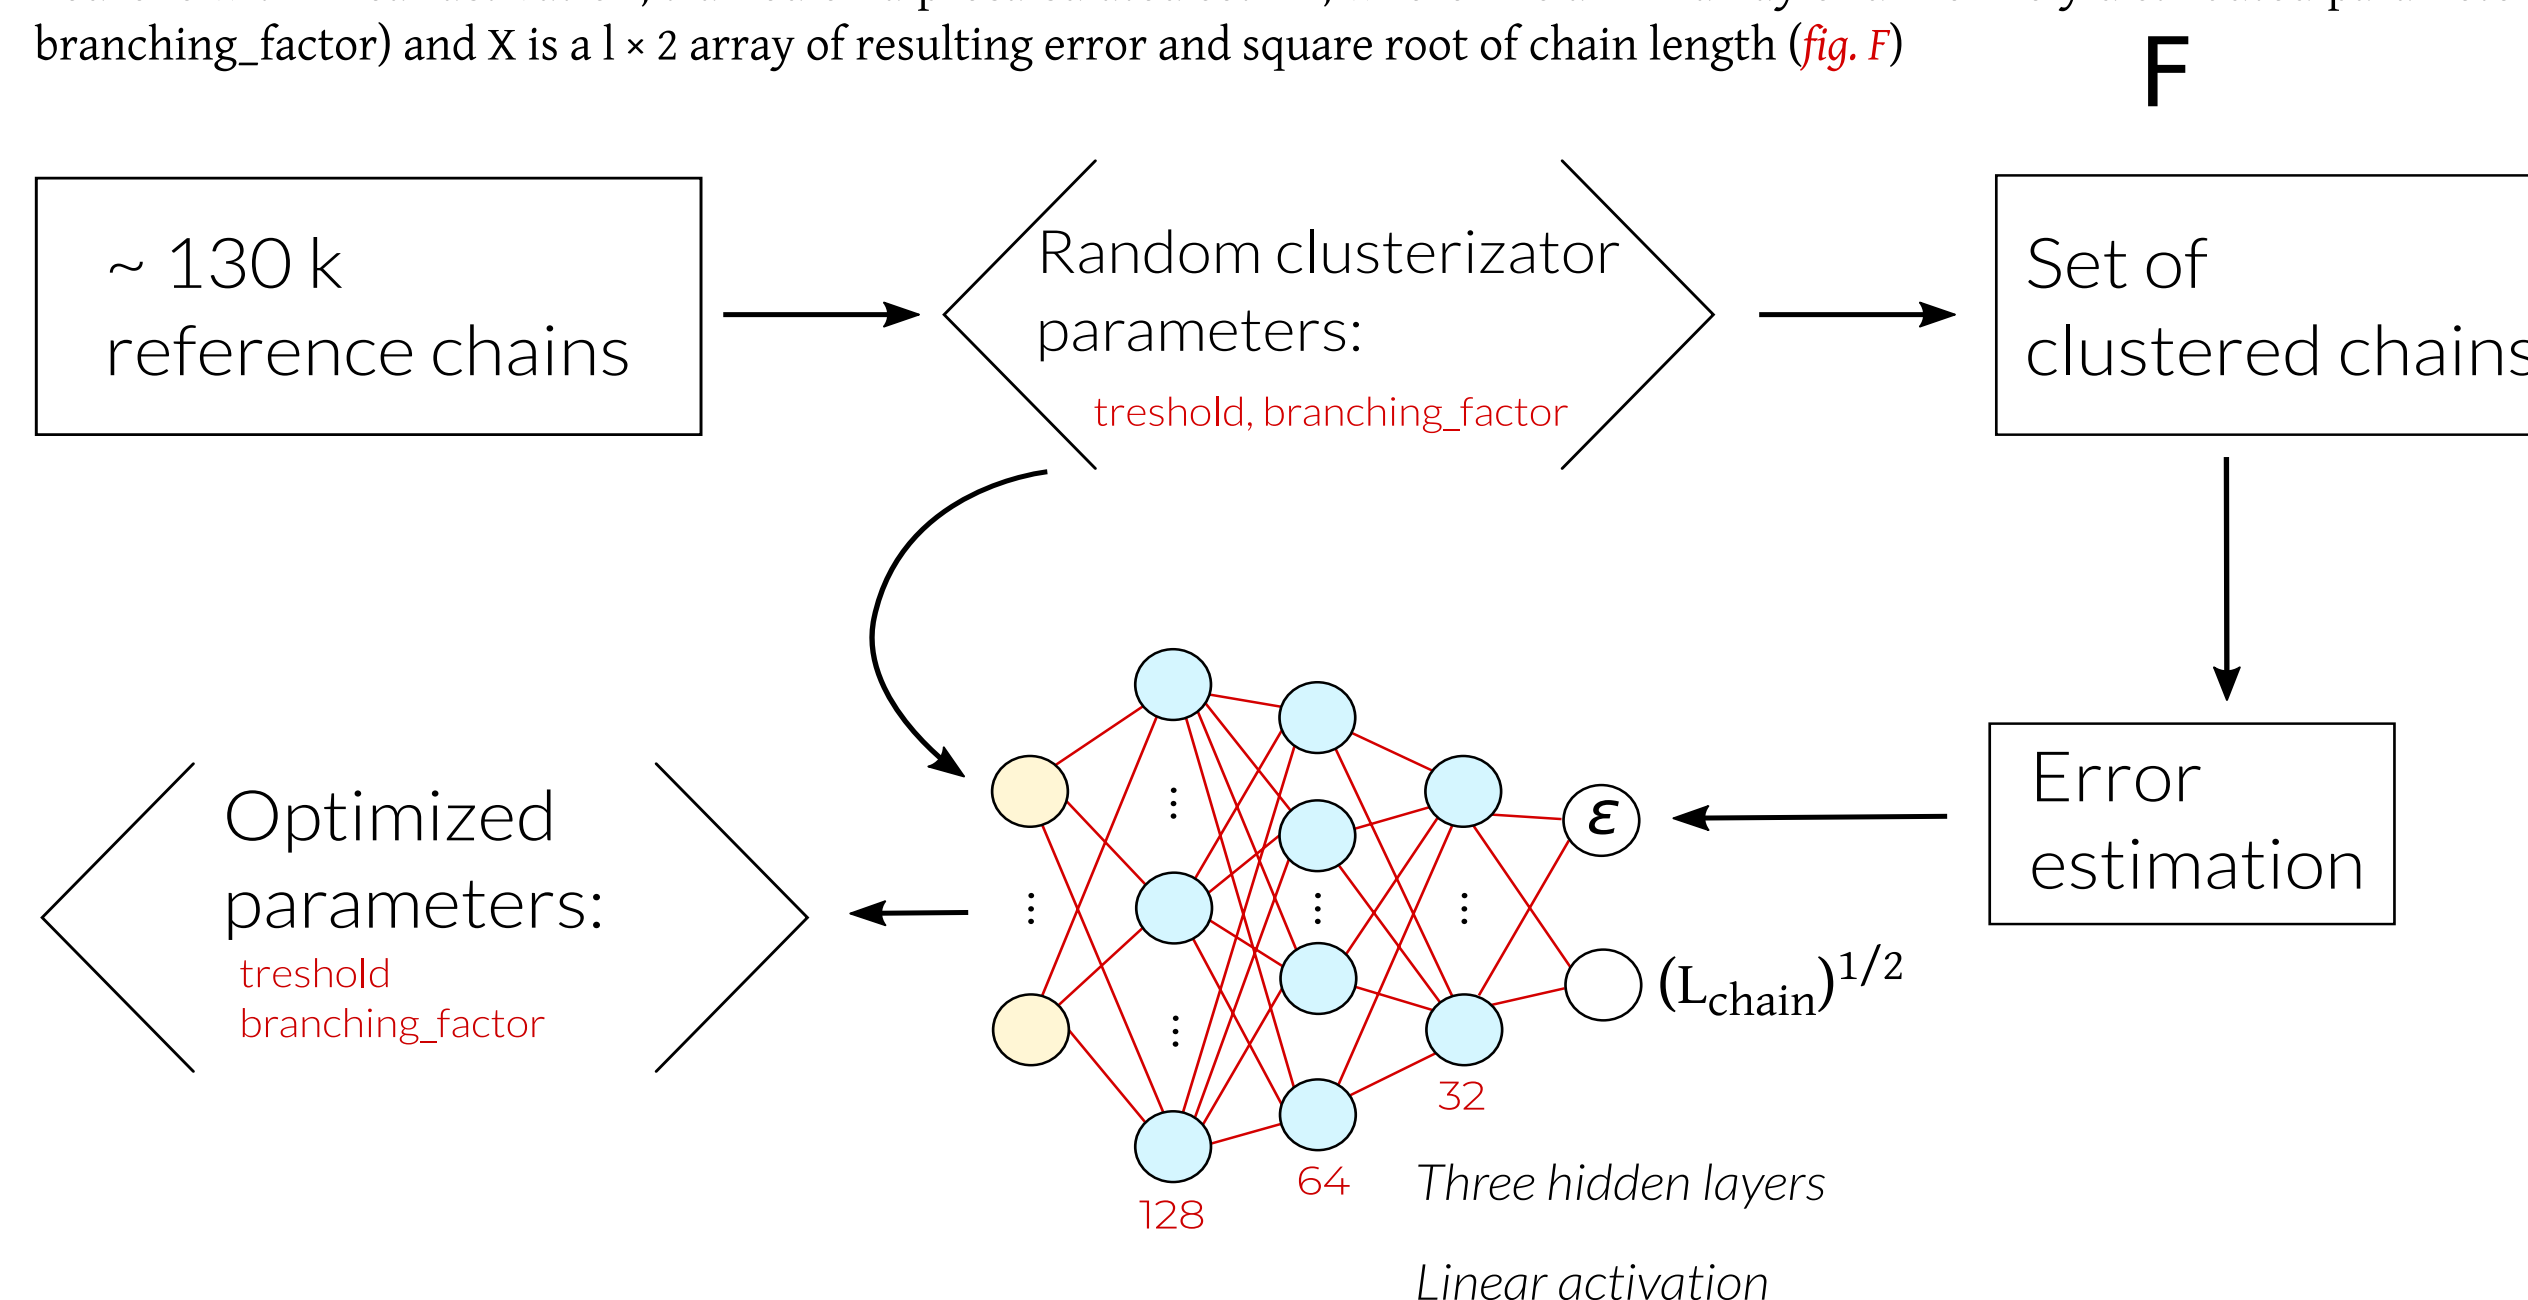 branching_factor) and X is a l × 2 array of resulting error and square root of chain length (fig. F)
F
~ 130 k
reference chains
Random clusterizator
parameters:
treshold, branching_factor
Set of
clustered chains
Optimized
parameters:
treshold
branching_factor
ε
(Lchain)1/2
Error
estimation
32
64
128
Three hidden layers
Linear activation